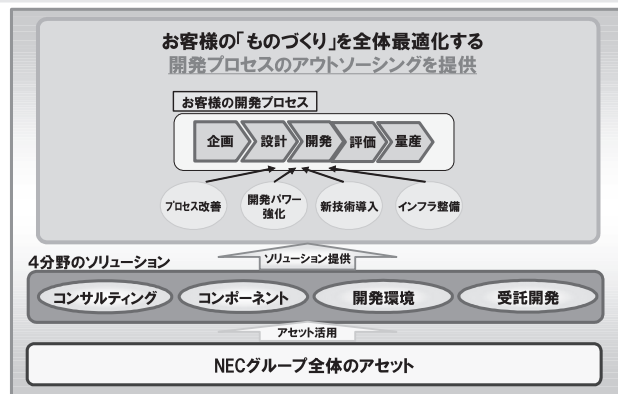 お客様の「ものづくり」を全体最適化する
開発プロセスのアウトソーシングを提供
お客様の開発プロセス
企画 設計 開発 評価 量産
プロセス改善 開発パワー強化 新技術導入 インフラ整備
4分野のソリューション
ソリューション提供
コンサルティング コンポーネント 開発環境 受託開発
アセット活用
NECグループ全体のアセット